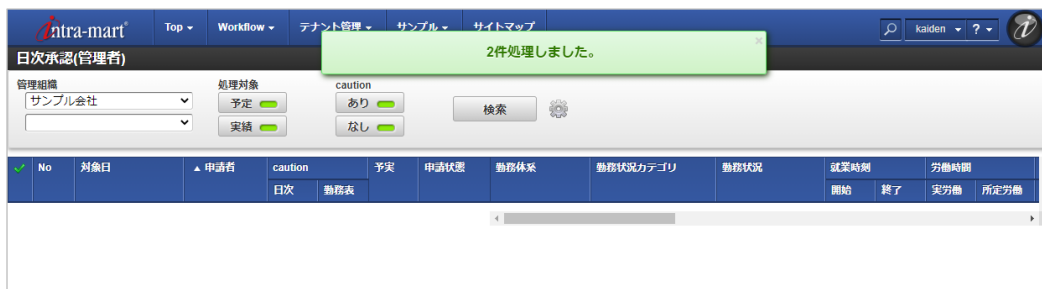 intra-mart® Top Workflow テナント管理 サンプル サイトマップ kaiden ?
2件処理しました。 ×
日次承認(管理者)
管理組織 処理対象 caution
サンプル会社 予定 あり 検索
実績 なし
No 対象日 ▲ 申請者 caution 予実 申請状態 勤務体系 勤務状況カテゴリ 勤務状況 就業時刻 労働時間
日次 勤務表 開始 終了 実労働 所定労働